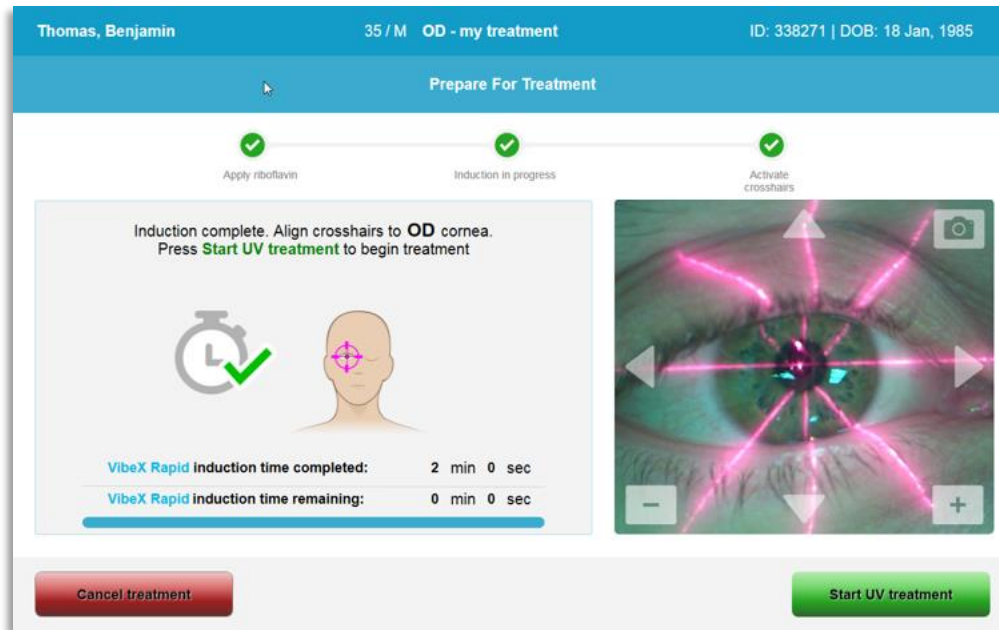 Thomas, Benjamin 35 / M OD - my treatment ID: 338271 | DOB: 18 Jan, 1985
Prepare For Treatment
Apply riboflavin Induction in progress Activate
crosshairs
Induction complete. Align crosshairs to OD cornea.
Press Start UV treatment to begin treatment
VibeX Rapid induction time completed: 2 min 0 sec
VibeX Rapid induction time remaining: 0 min 0 sec
Cancel treatment Start UV treatment